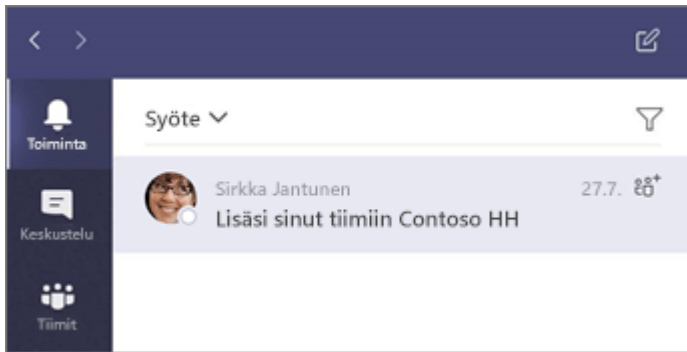 Toiminta
Keskustelu
Tiimit
Syöte
Sirkka Jantunen 27.7.
Lisäsi sinut tiimiin Contoso HH